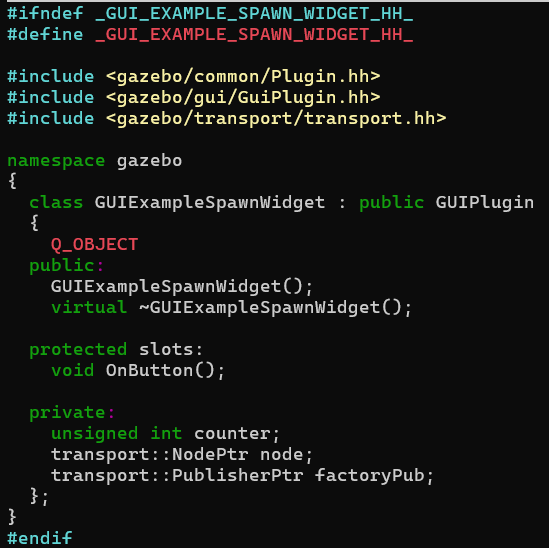 #ifndef _GUI_EXAMPLE_SPAWN_WIDGET_HH_
#define _GUI_EXAMPLE_SPAWN_WIDGET_HH_

#include <gazebo/common/Plugin.hh>
#include <gazebo/gui/GuiPlugin.hh>
#include <gazebo/transport/transport.hh>

namespace gazebo
{
  class GUIExampleSpawnWidget : public GUIPlugin
  {
    Q_OBJECT
  public:
    GUIExampleSpawnWidget();
    virtual ~GUIExampleSpawnWidget();

  protected slots:
    void OnButton();

  private:
    unsigned int counter;
    transport::NodePtr node;
    transport::PublisherPtr factoryPub;
  };
}
#endif